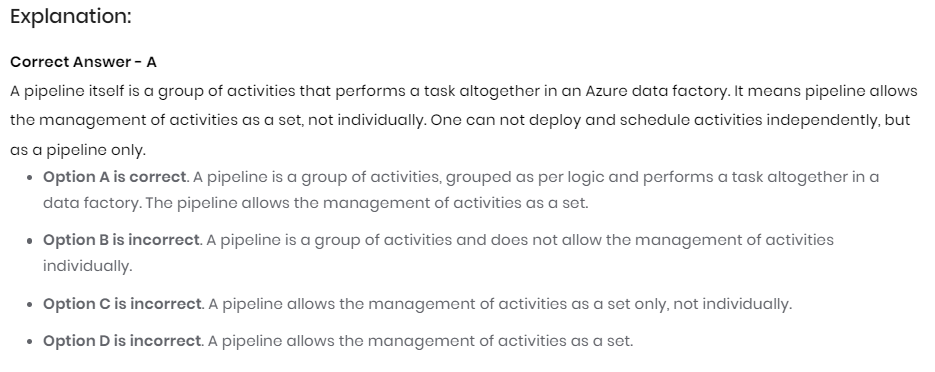 Explanation:
Correct Answer - A
A pipeline itself is a group of activities that performs a task altogether in an Azure data factory. It means pipeline allows
the management of activities as a set, not individually. One can not deploy and schedule activities independently, but
as a pipeline only.
• Option A is correct. A pipeline is a group of activities, grouped as per logic and performs a task altogether in a
data factory. The pipeline allows the management of activities as a set.
• Option B is incorrect. A pipeline is a group of activities and does not allow the management of activities
individually.
• Option C is incorrect. A pipeline allows the management of activities as a set only, not individually.
• Option D is incorrect. A pipeline allows the management of activities as a set.